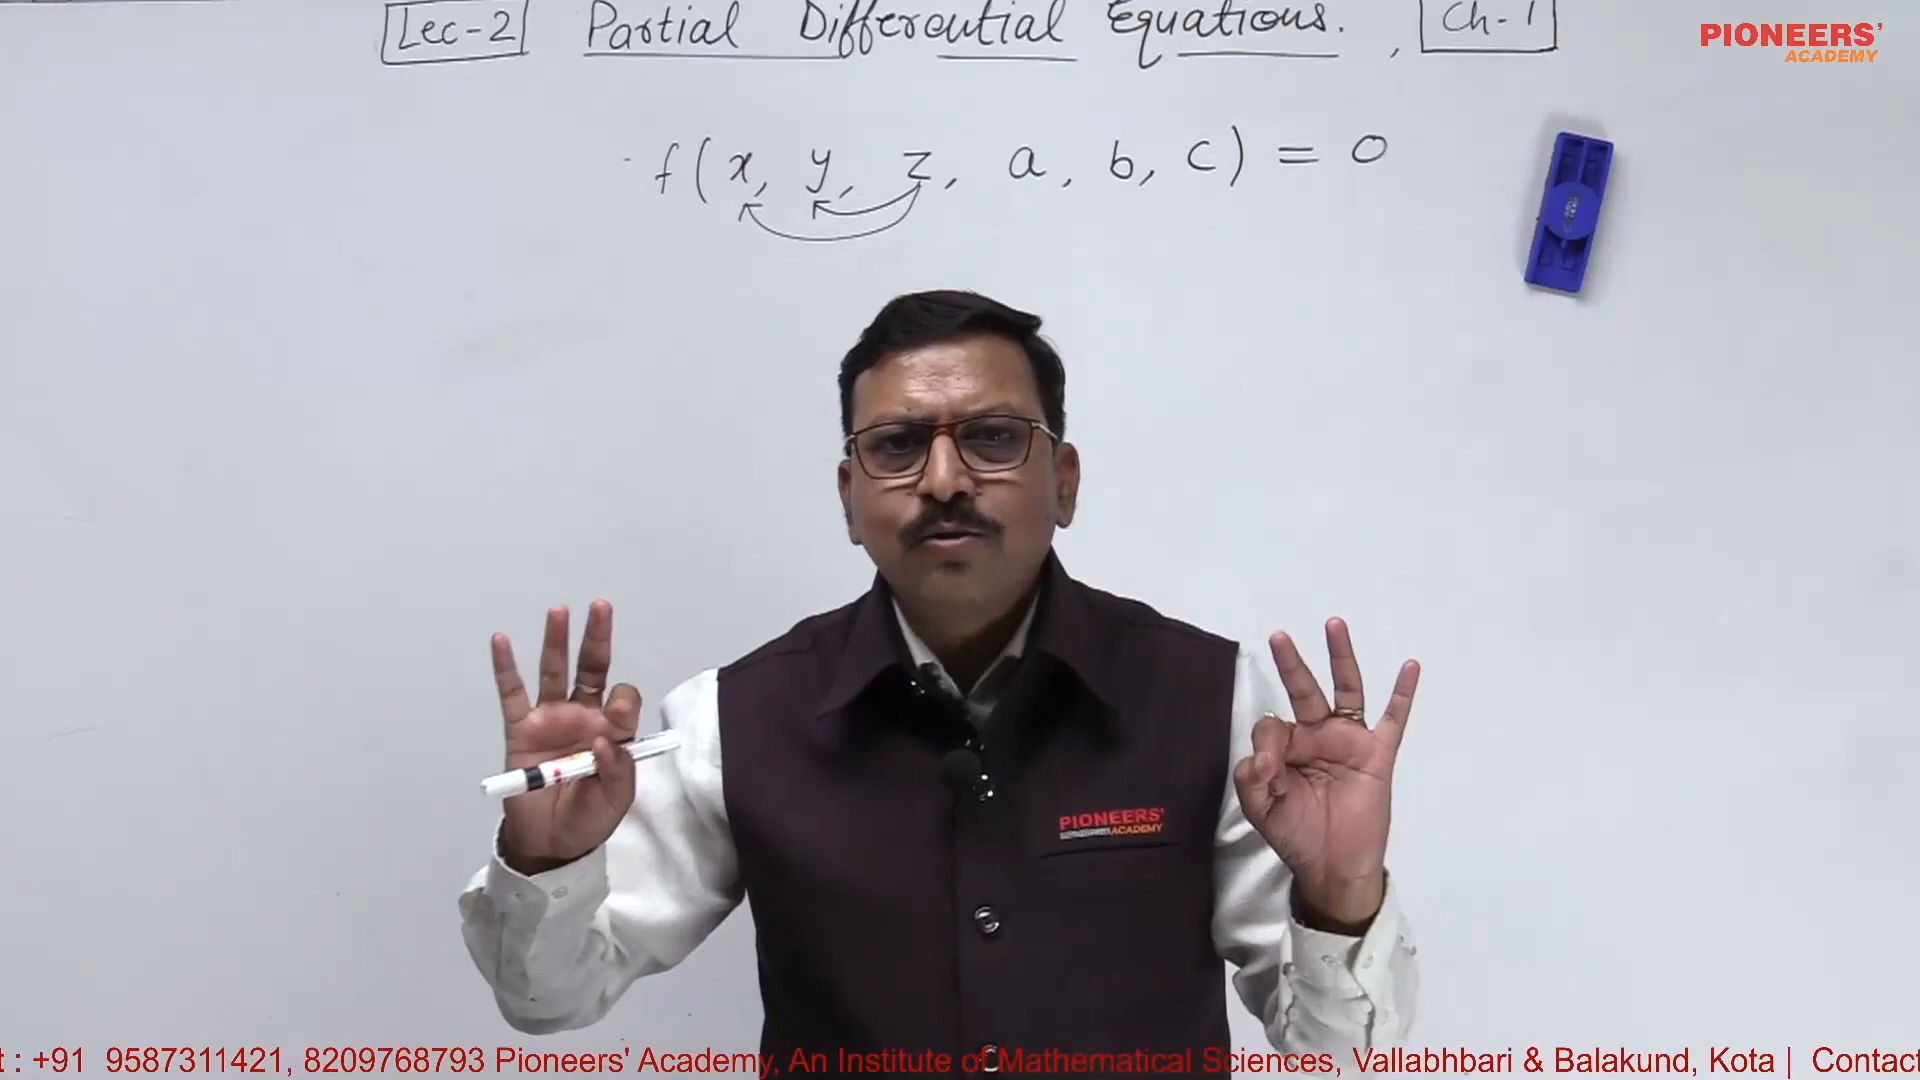 Lec-2 Partial Differential Equations. , Ch-1
PIONEERS'
ACADEMY
f(x, y, z, a, b, c) = 0
PIONEERS'
ACADEMY
t : +91 9587311421, 8209768793 Pioneers' Academy, An Institute of Mathematical Sciences, Vallabhbari & Balakund, Kota | Contact